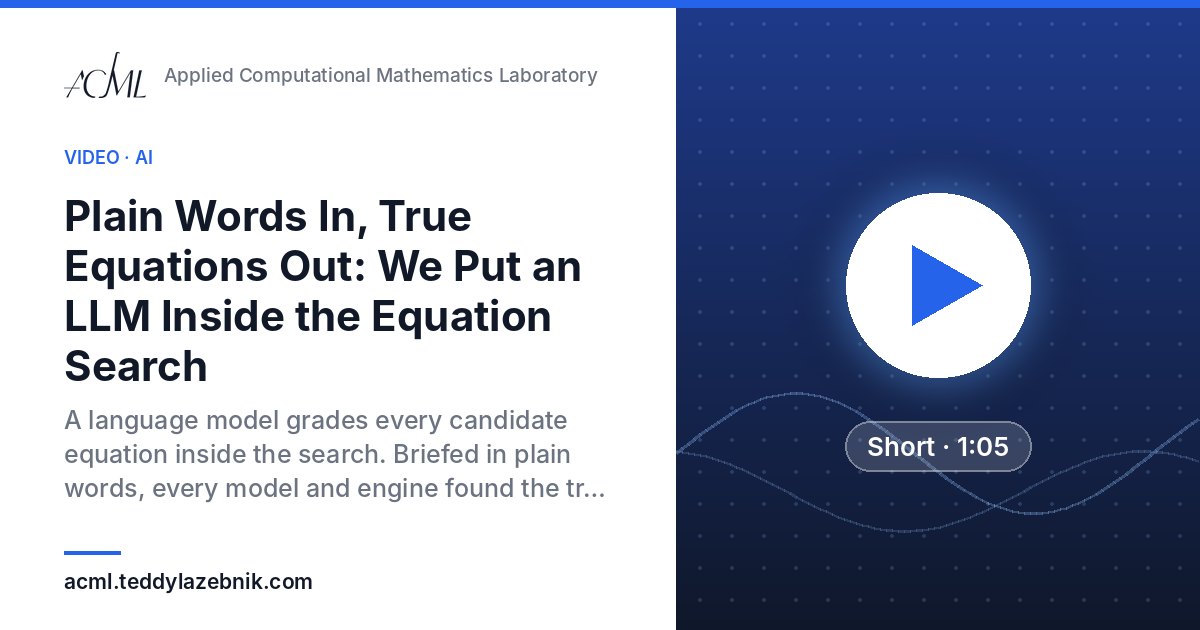 ACML
Applied Computational Mathematics Laboratory
VIDEO · AI
Plain Words In, True
Equations Out: We Put an
LLM Inside the Equation
Search
A language model grades every candidate
equation inside the search. Briefed in plain
words, every model and engine found the tr...
Short · 1:05
acml.teddylazebnik.com